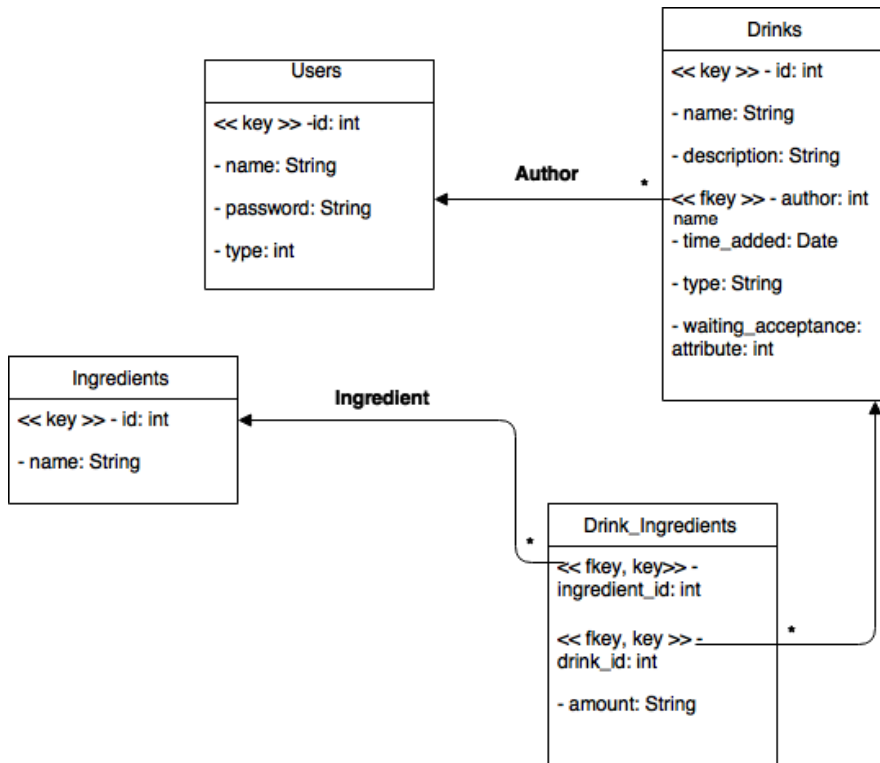 Users
<< key >> -id: int
- name: String
- password: String
- type: int
Author
*
Drinks
<< key >> - id: int
- name: String
- description: String
<< fkey >> - author: int
name
- time_added: Date
- type: String
- waiting_acceptance:
attribute: int
Ingredients
<< key >> - id: int
- name: String
Ingredient
*
Drink_Ingredients
<< fkey, key>> -
ingredient_id: int
<< fkey, key >> -
drink_id: int
- amount: String
*